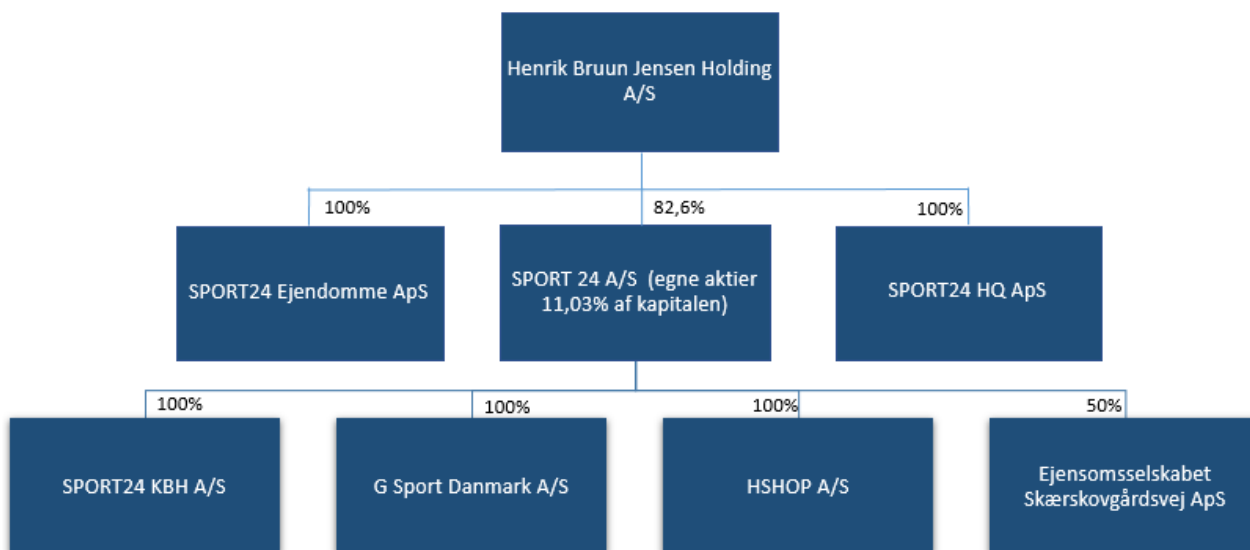 Henrik Bruun Jensen Holding
A/S
100%
82,6%
100%
SPORT24 Ejendomme ApS
SPORT 24 A/S (egne aktier
11,03% af kapitalen)
SPORT24 HQ ApS
100%
100%
100%
50%
SPORT24 KBH A/S
G Sport Danmark A/S
HSHOP A/S
Ejensomsselskabet
Skærskovgårdsvej ApS